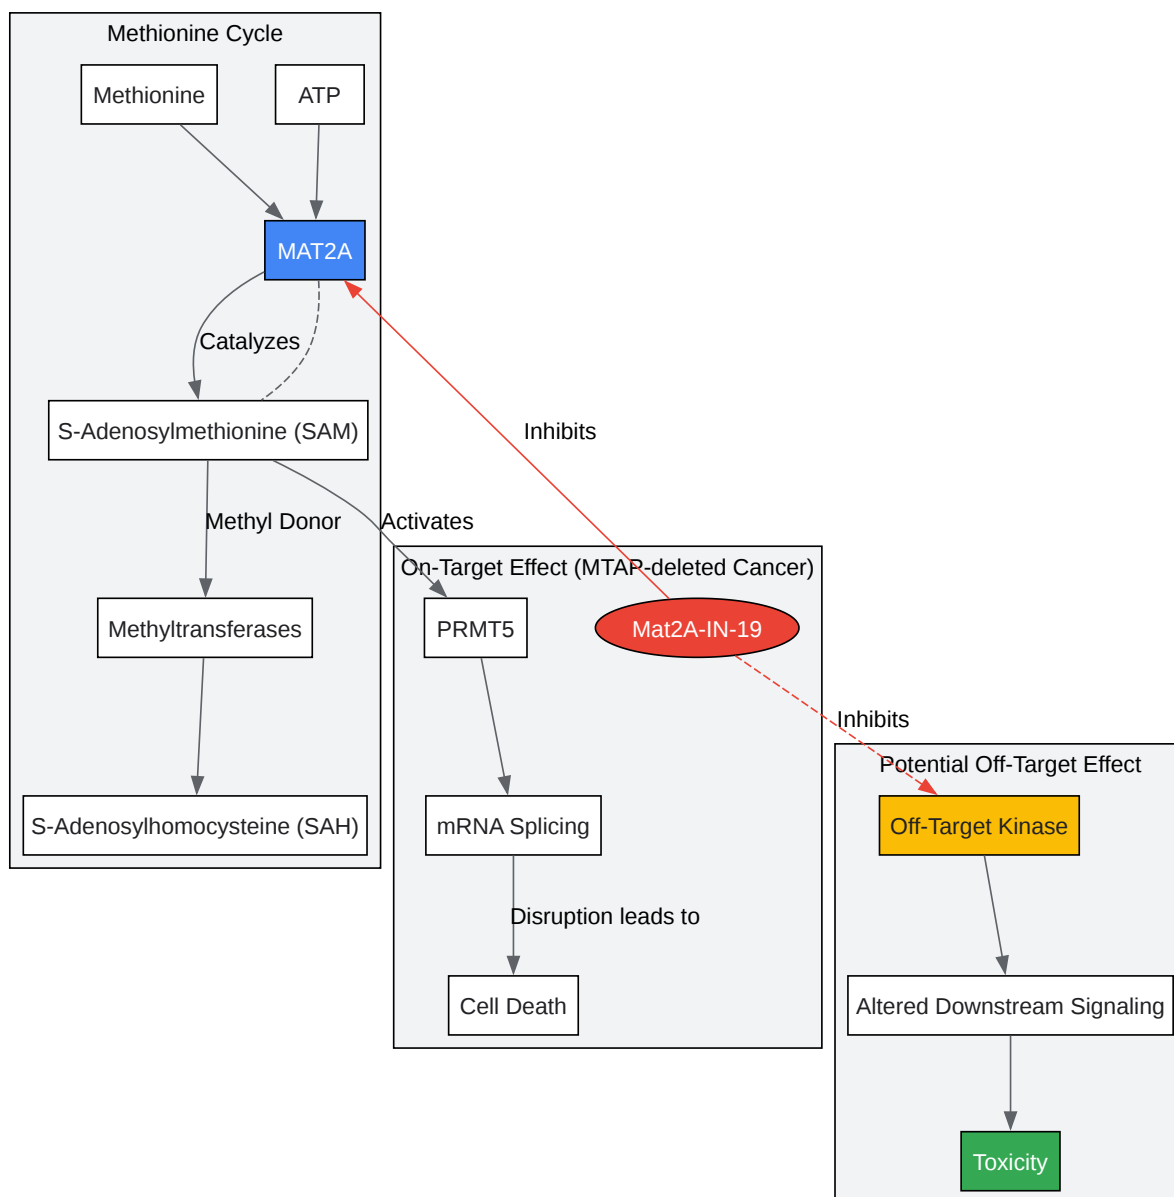 Methionine Cycle
Methionine
ATP
MAT2A
Catalyzes
S-Adenosylmethionine (SAM)
Inhibits
Methyl Donor
Activates
On-Target Effect (MTAP-deleted Cancer)
Methyltransferases
PRMT5
Mat2A-IN-19
Inhibits
Potential Off-Target Effect
S-Adenosylhomocysteine (SAH)
mRNA Splicing
Off-Target Kinase
Disruption leads to
Cell Death
Altered Downstream Signaling
Toxicity